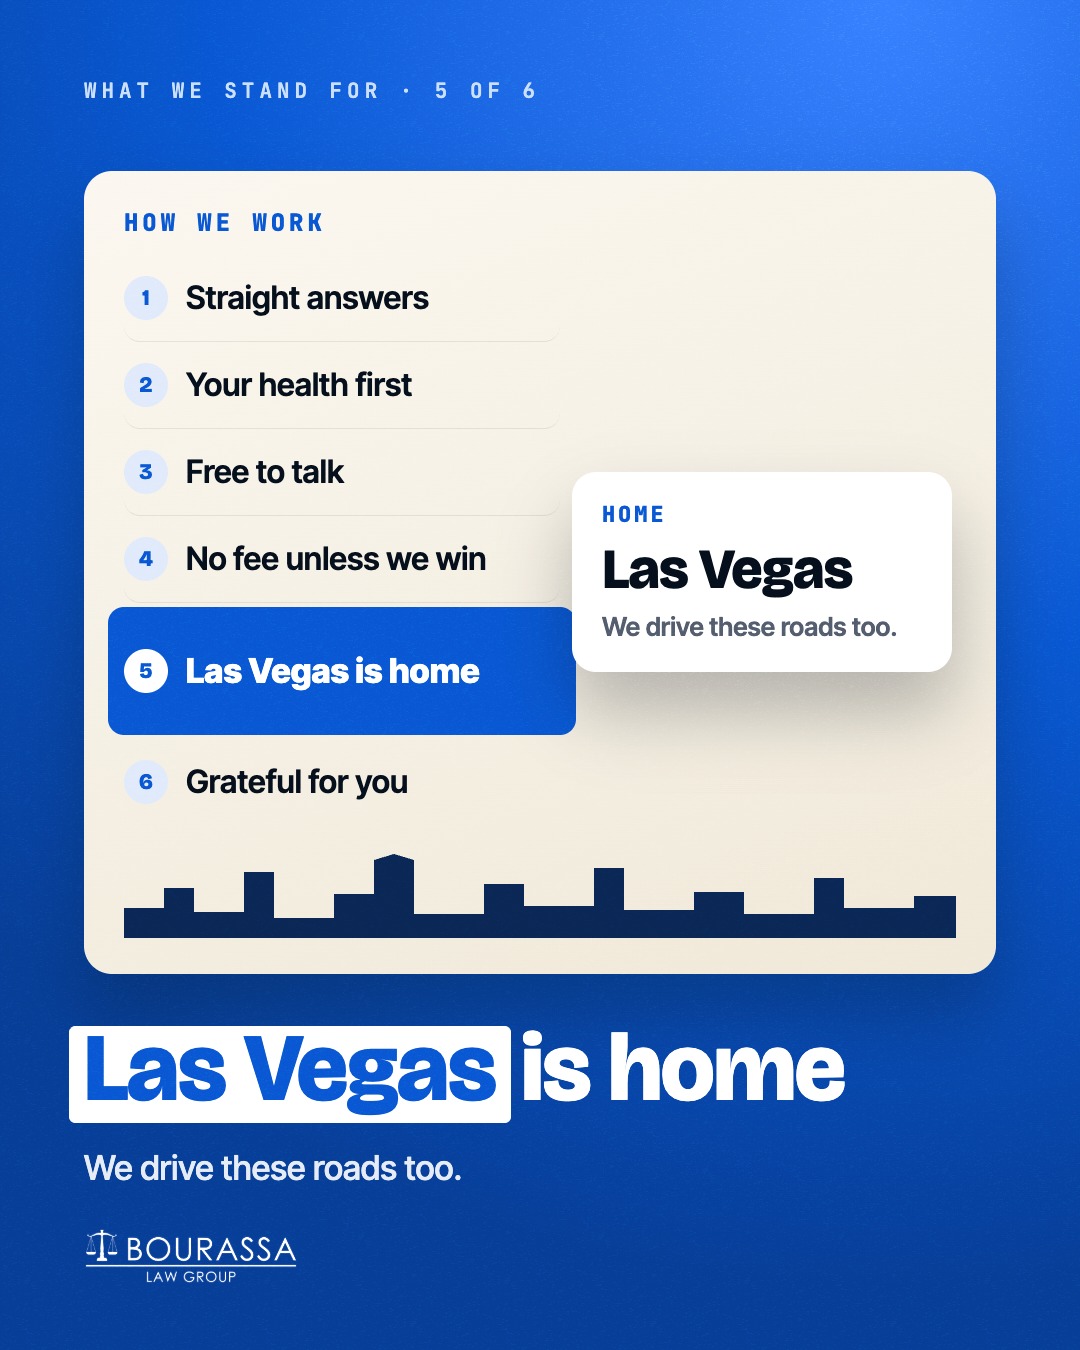 WHAT WE STAND FOR · 5 OF 6
HOW WE WORK
1 Straight answers
2 Your health first
3 Free to talk
4 No fee unless we win
5 Las Vegas is home
6 Grateful for you
HOME
Las Vegas
We drive these roads too.
Las Vegas is home
We drive these roads too.
BOURASSA
LAW GROUP